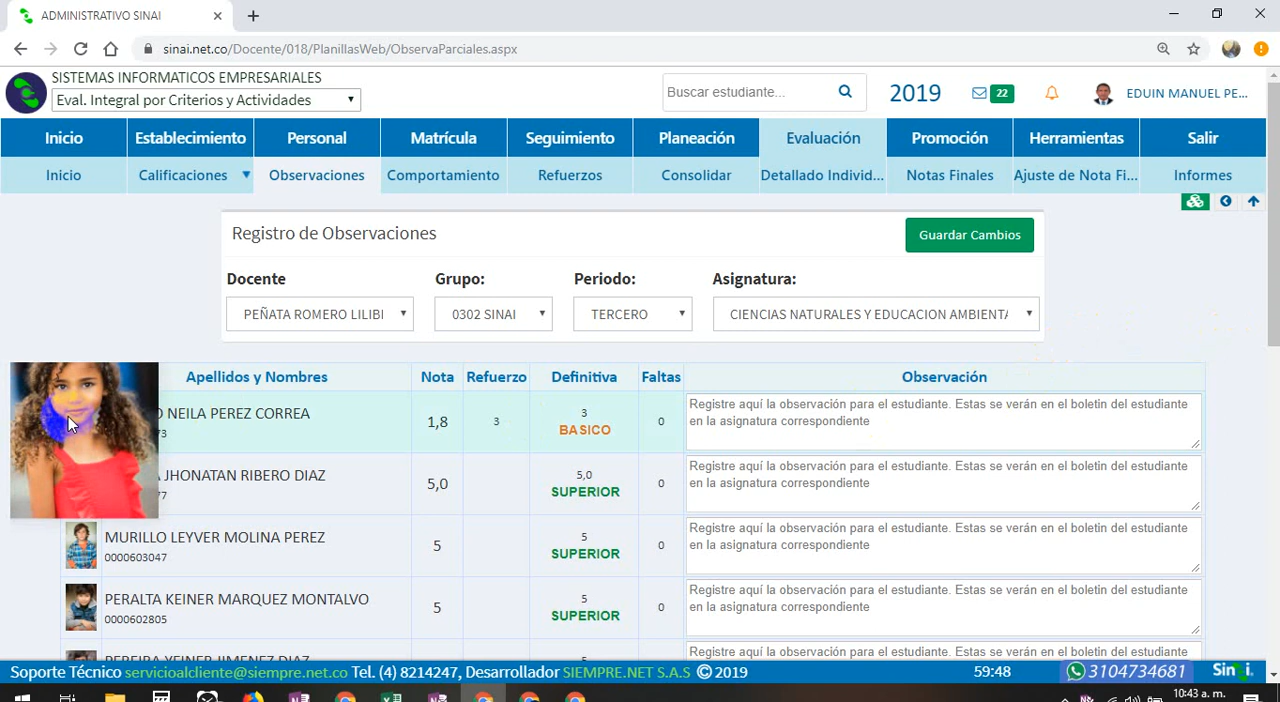 ADMINISTRATIVO SINAI
sinai.net.co/Docente/018/PlanillasWeb/ObservaParciales.aspx
SISTEMAS INFORMATICOS EMPRESARIALES
Eval. Integral por Criterios y Actividades
Buscar estudiante...
2019
22
EDUIN MANUEL PE...
Inicio Establecimiento Personal Matrícula Seguimiento Planeación Evaluación Promoción Herramientas Salir
Inicio Calificaciones Observaciones Comportamiento Refuerzos Consolidar Detallado Individ... Notas Finales Ajuste de Nota Fi... Informes
Registro de Observaciones
Guardar Cambios
Docente Grupo: Periodo: Asignatura:
PEÑATA ROMERO LILIBI 0302 SINAI TERCERO CIENCIAS NATURALES Y EDUCACION AMBIENTA
Apellidos y Nombres Nota Refuerzo Definitiva Faltas Observación
NEILA PEREZ CORREA 1,8 3 3 BASICO 0
Registre aquí la observación para el estudiante. Estas se verán en el boletin del estudiante
en la asignatura correspondiente
JHONATAN RIBERO DIAZ 5,0 5,0 SUPERIOR 0
Registre aquí la observación para el estudiante. Estas se verán en el boletin del estudiante
en la asignatura correspondiente
MURILLO LEYVER MOLINA PEREZ 5 5 SUPERIOR 0
0000603047
Registre aquí la observación para el estudiante. Estas se verán en el boletin del estudiante
en la asignatura correspondiente
PERALTA KEINER MARQUEZ MONTALVO 5 5 SUPERIOR 0
0000602805
Registre aquí la observación para el estudiante. Estas se verán en el boletin del estudiante
en la asignatura correspondiente
PEREIRA YEINER JIMENEZ DIAZ
Registre aquí la observación para el estudiante. Estas se verán en el boletin del estudiante
Soporte Técnico servicioalcliente@siempre.net.co Tel. (4) 8214247, Desarrollador SIEMPRE.NET S.A.S © 2019 59:48 3104734681 Sinai.
10:43 a. m.